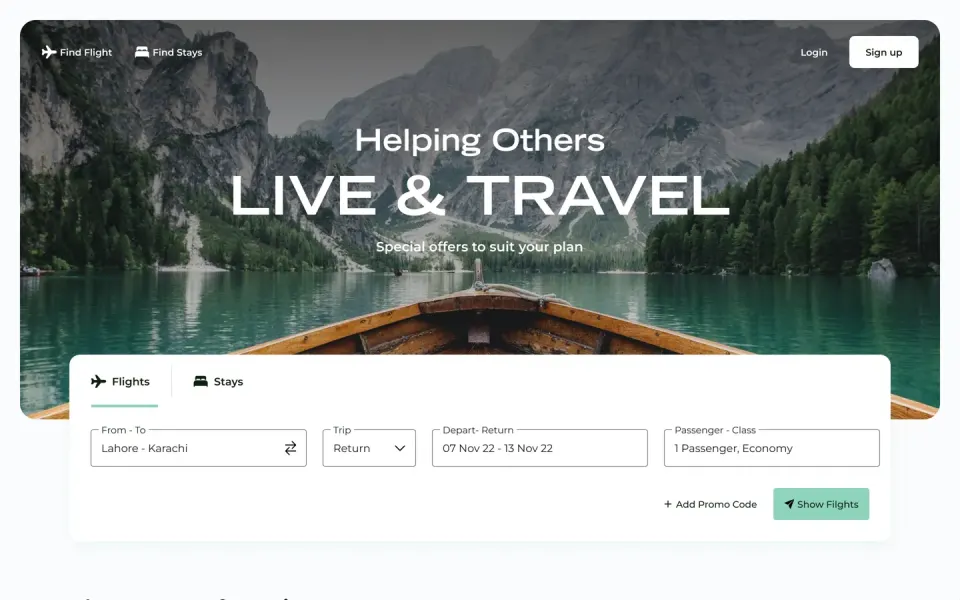 Find Flight
Find Stays
Login
Sign up
Helping Others
LIVE & TRAVEL
Special offers to suit your plan
Flights
Stays
From - To
Lahore - Karachi
Trip
Return
Depart- Return
07 Nov 22 - 13 Nov 22
Passenger - Class
1 Passenger, Economy
+ Add Promo Code
Show Filghts